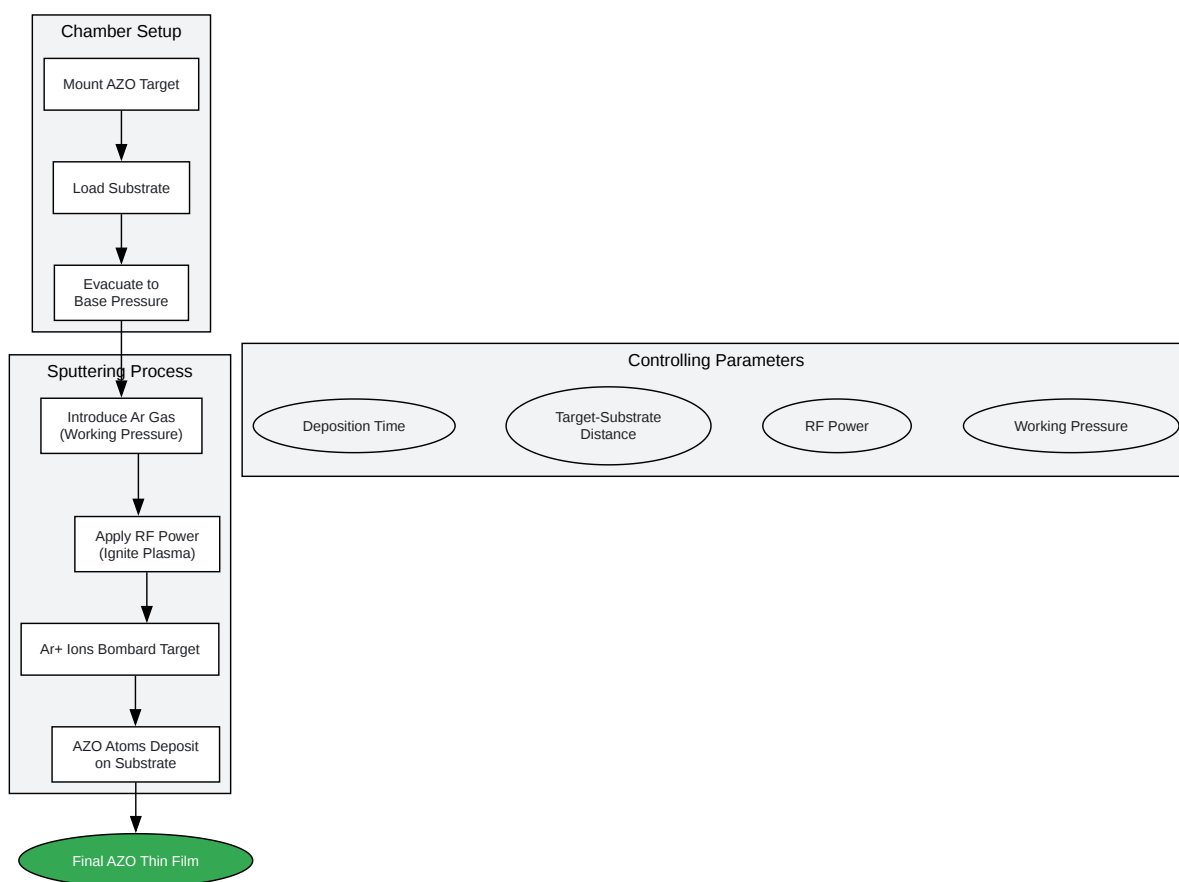 Chamber Setup
Mount AZO Target
Load Substrate
Evacuate to
Base Pressure
Sputtering Process
Introduce Ar Gas
(Working Pressure)
Apply RF Power
(Ignite Plasma)
Ar+ Ions Bombard Target
AZO Atoms Deposit
on Substrate
Final AZO Thin Film
Controlling Parameters
Deposition Time
Target-Substrate
Distance
RF Power
Working Pressure